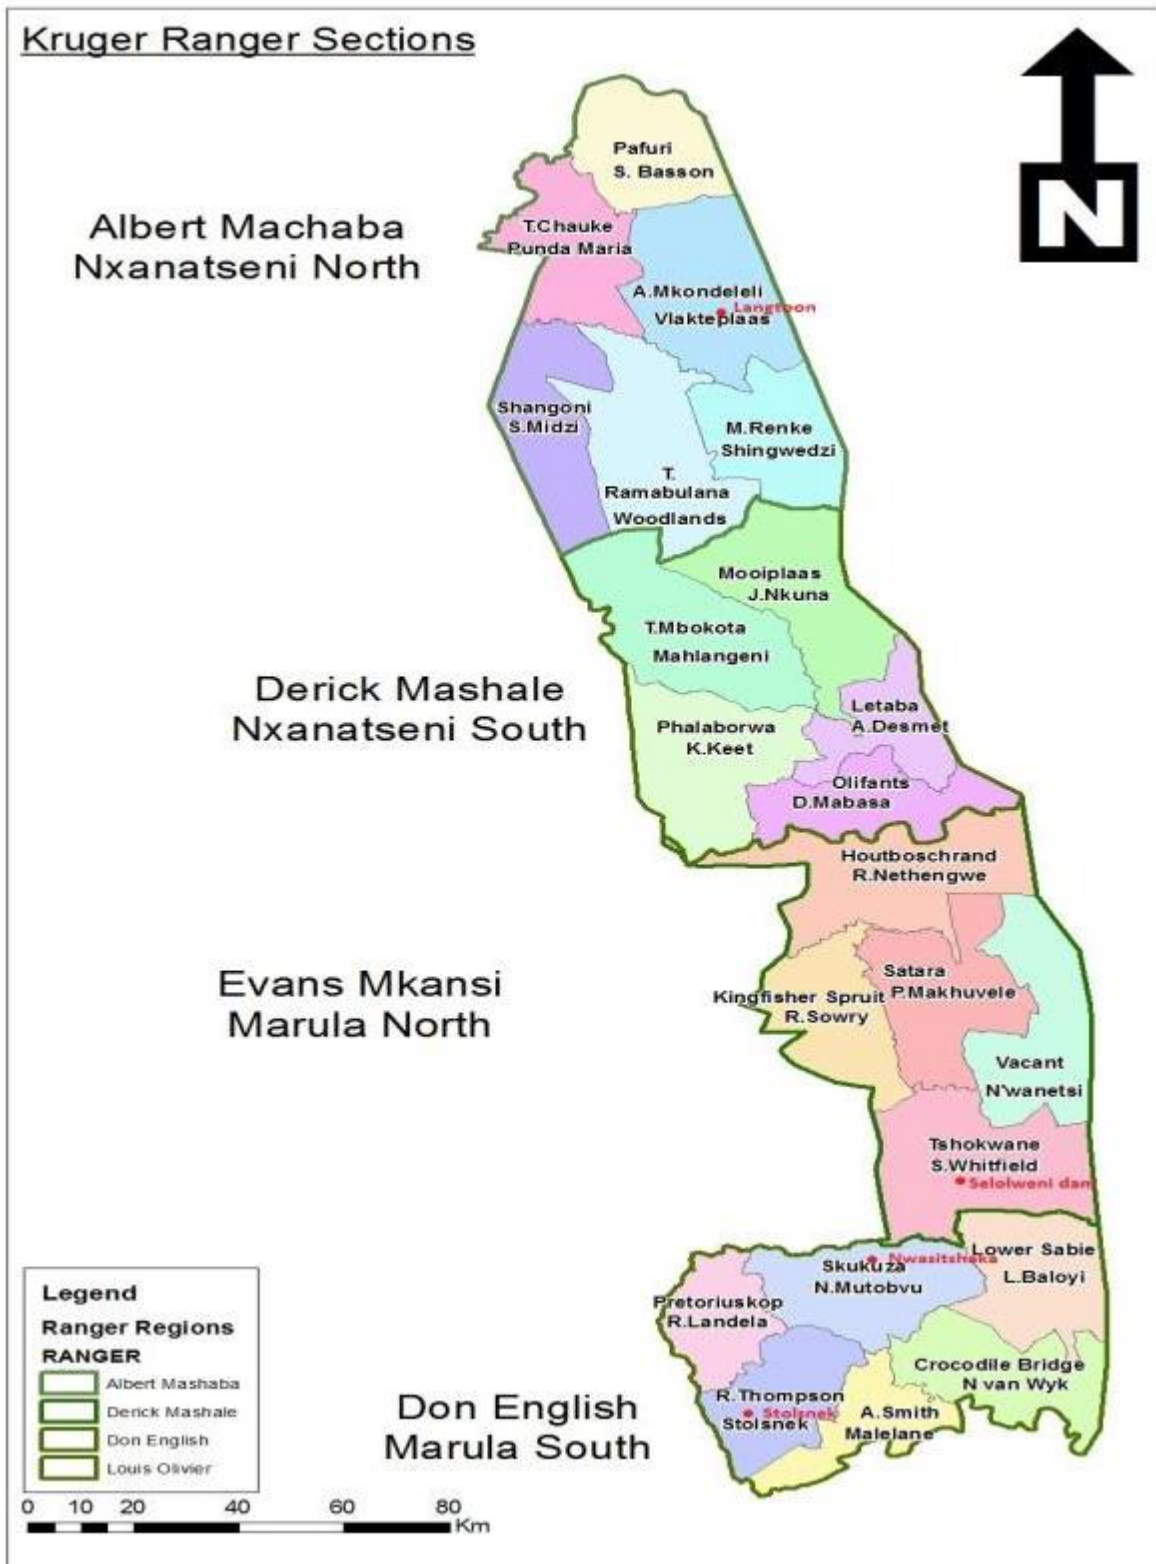 Kruger Ranger Sections
N
Pafuri
S. Basson
Albert Machaba
Nxanatseni North
T.Chauke
Punda Maria
A.Mkondeleli
Langtoon
Vlakteplaas
Shangoni
S.Midzi
M.Renke
Shingwedzi
T.
Ramabulana
Woodlands
Mooiplaas
J.Nkuna
T.Mbokota
Mahlangeni
Derick Mashale
Nxanatseni South
Letaba
A.Desmet
Phalaborwa
K.Keet
Olifants
D.Mabasa
Houtboschrand
R.Nethengwe
Evans Mkansi
Marula North
Satara
P.Makhuvele
Kingfisher Spruit
R.Sowry
Vacant
N'wanetsi
Tshokwane
S.Whitfield
Selolweni dam
Lower Sabie
L.Baloyi
Nwasitshaka
Skukuza
N.Mutobvu
Pretoriuskop
R.Landela
Crocodile Bridge
N van Wyk
R.Thompson
Stolsnek
Stolsnek
A.Smith
Malelane
Don English
Marula South
Legend
Ranger Regions
RANGER
Albert Mashaba
Derick Mashale
Don English
Louis Olivier
0 10 20 40 60 80
Km